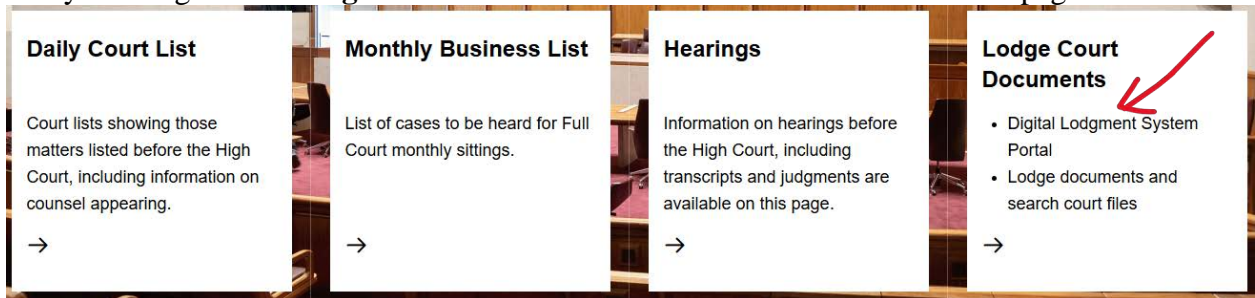 Daily Court List
Court lists showing those
matters listed before the High
Court, including information on
counsel appearing.
→
Monthly Business List
List of cases to be heard for Full
Court monthly sittings.
→
Hearings
Information on hearings before
the High Court, including
transcripts and judgments are
available on this page.
→
Lodge Court
Documents
• Digital Lodgment System
Portal
• Lodge documents and
search court files
→